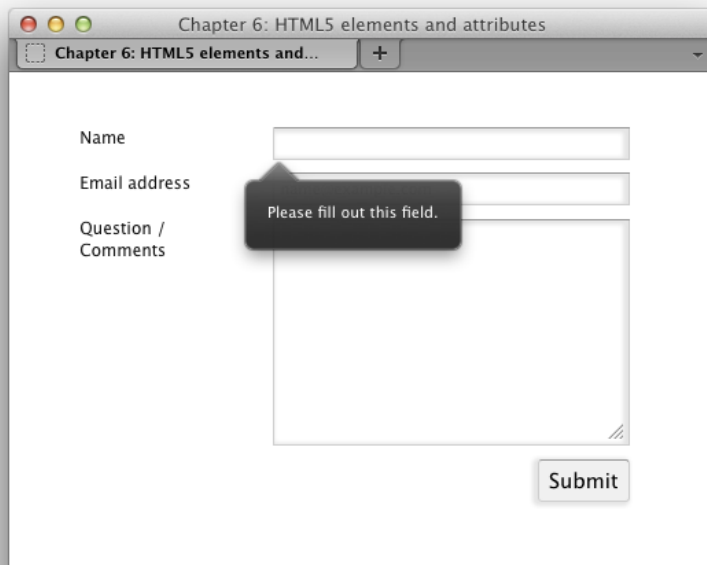 Chapter 6: HTML5 elements and attributes
Chapter 6: HTML5 elements and...
+
Name
Email address
Please fill out this field.
Question /
Comments
Submit